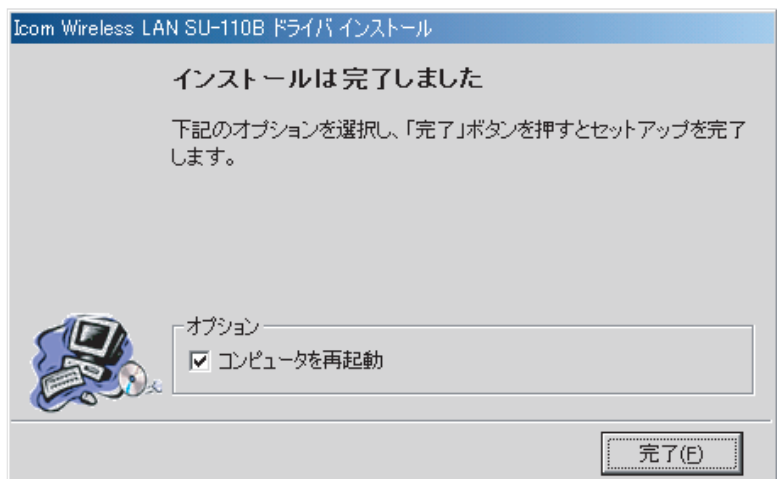 Icom Wireless LAN SU-110B ドライバ インストール
インストールは完了しました
下記のオプションを選択し、「完了」ボタンを押すとセットアップを完了
します。
オプション
コンピュータを再起動
完了(F)